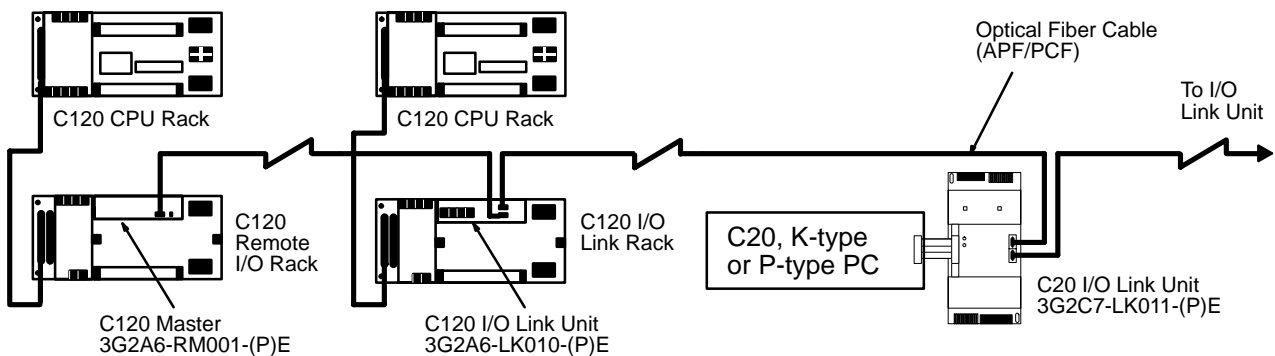 Optical Fiber Cable
(APF/PCF)
To I/O
Link Unit
C120 CPU Rack
C120 CPU Rack
C120
Remote
I/O Rack
C120 I/O
Link Rack
C20, K-type
or P-type PC
C20 I/O Link Unit
3G2C7-LK011-(P)E
C120 Master
3G2A6-RM001-(P)E
C120 I/O Link Unit
3G2A6-LK010-(P)E